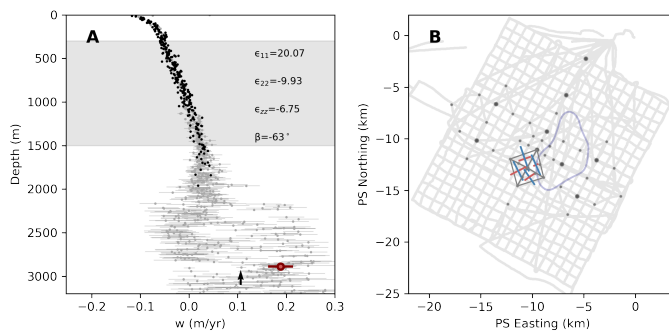 A
B
0
500
1000
1500
2000
2500
3000
Depth (m)
ϵ11=20.07
ϵ22=-9.93
ϵzz=-6.75
β=-63°
−0.2
−0.1
0.0
0.1
0.2
0.3
w (m/yr)
0
−5
−10
−15
−20
−25
PS Northing (km)
−20
−15
−10
−5
0
PS Easting (km)